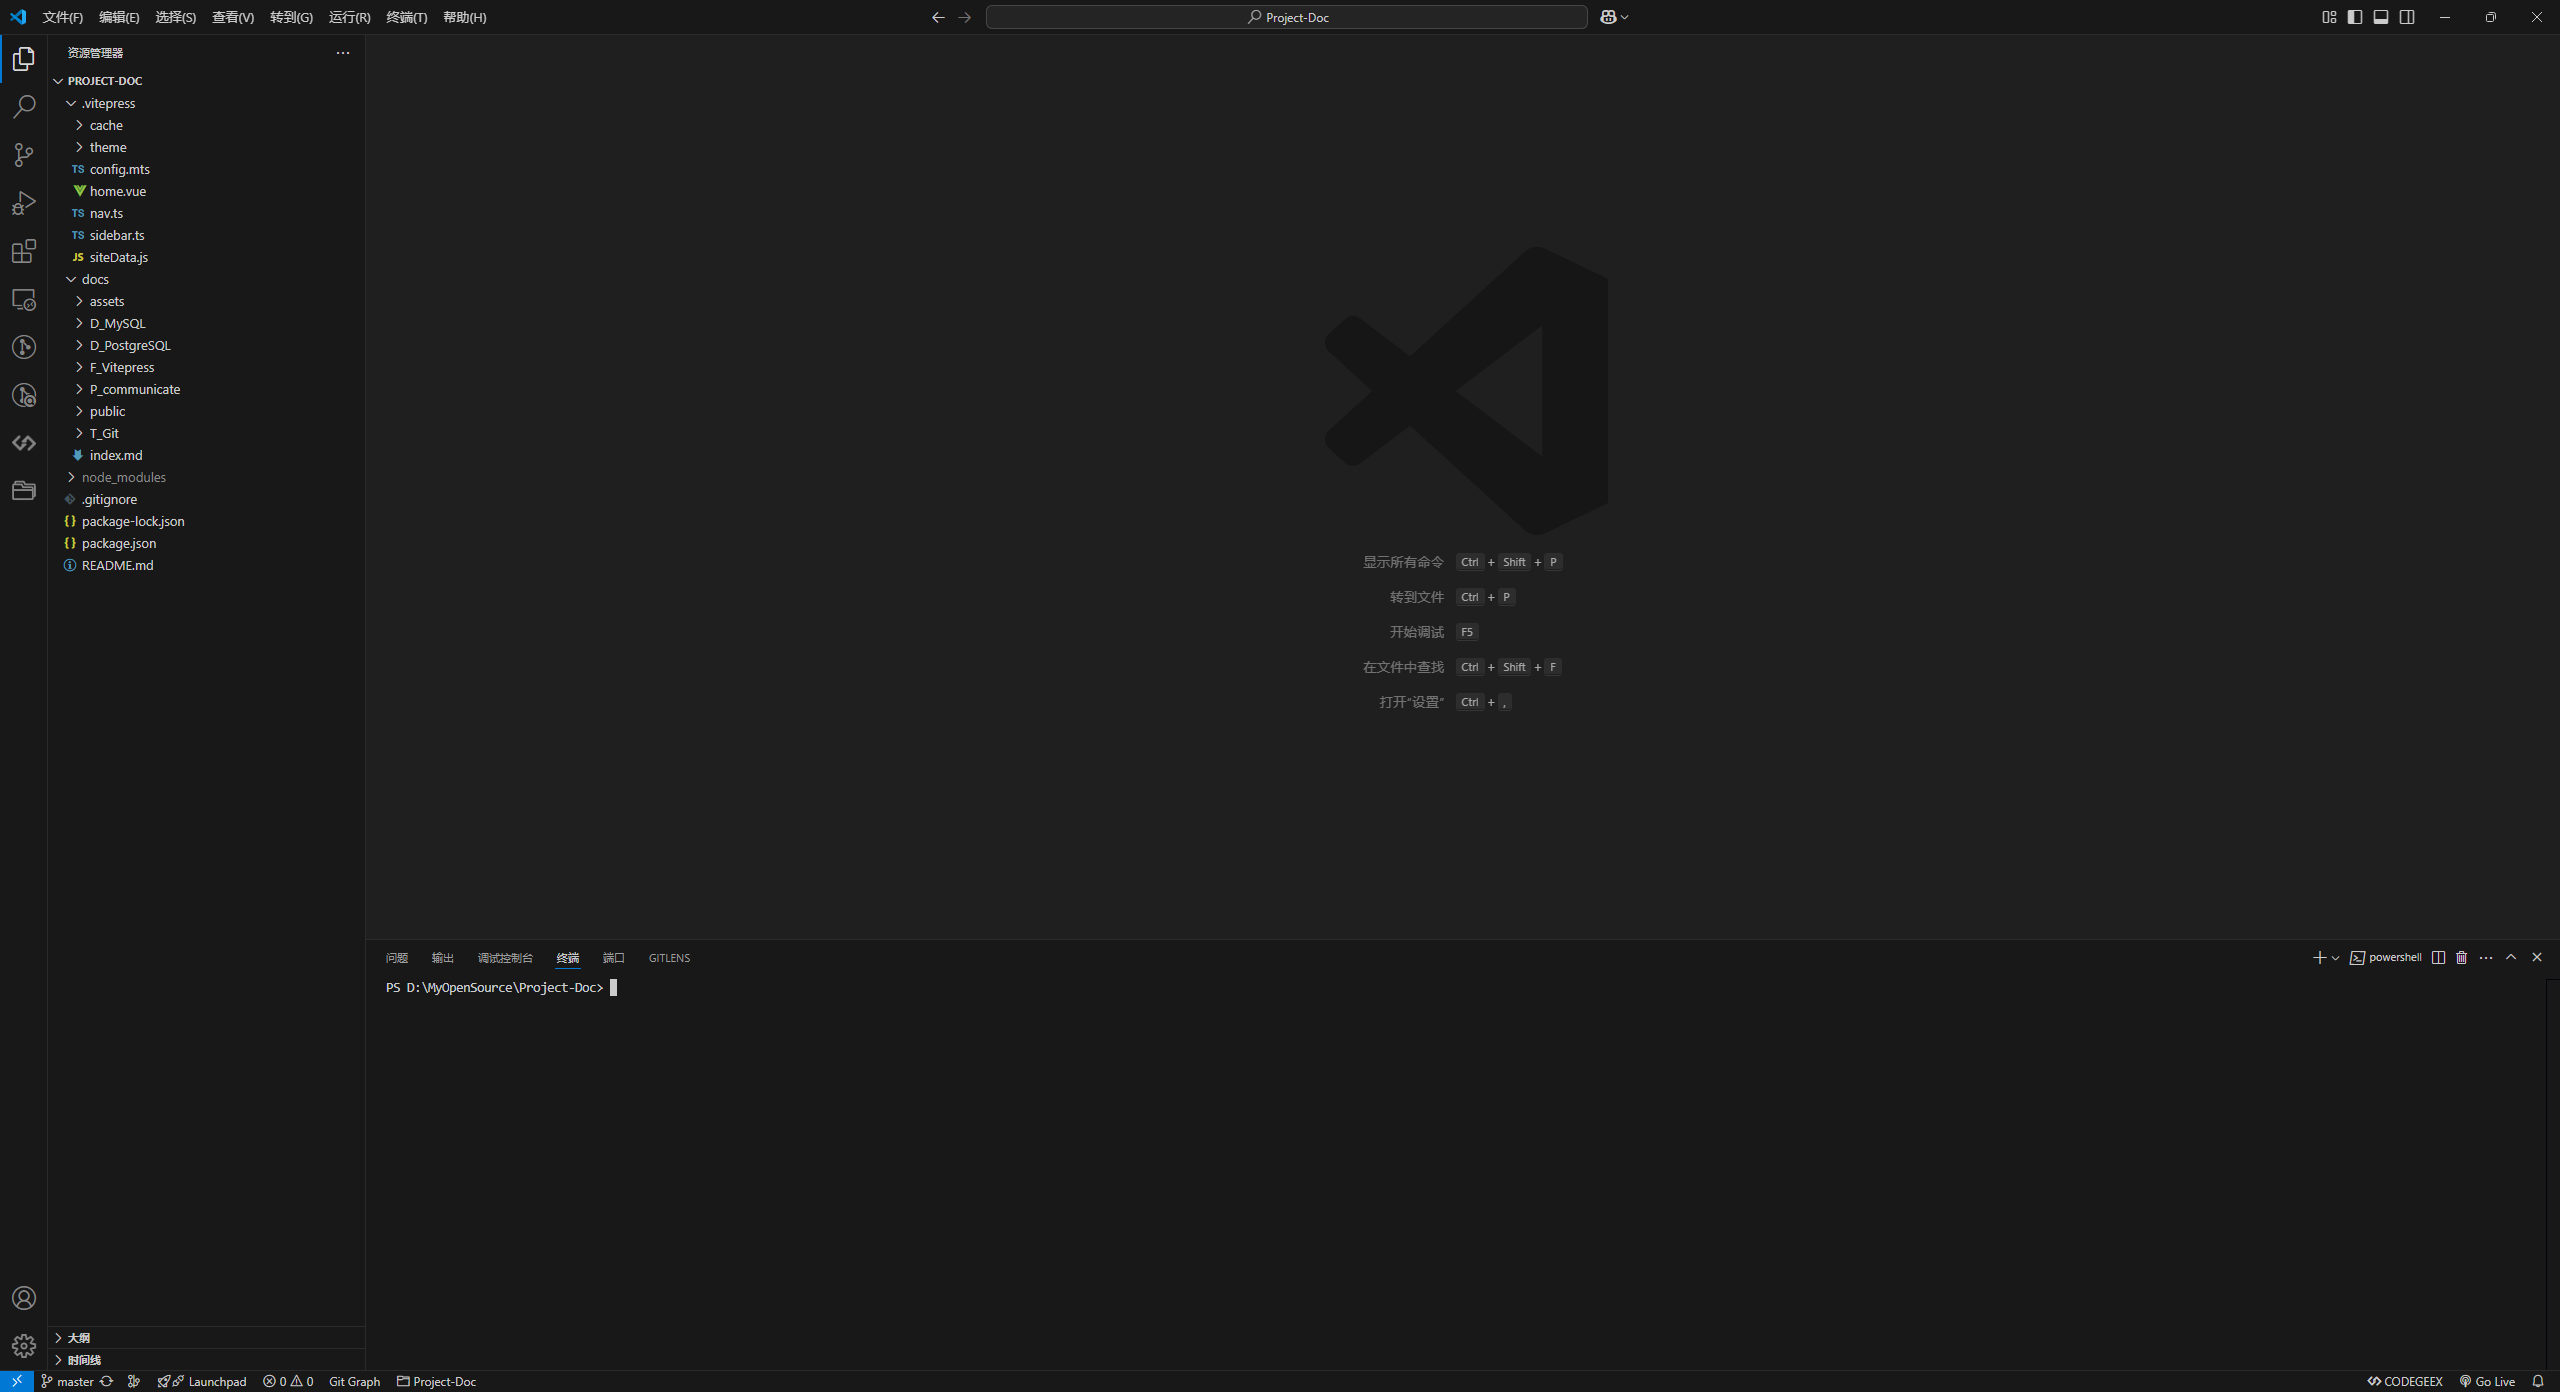 文件(F) 编辑(E) 选择(S) 查看(V) 转到(G) 运行(R) 终端(T) 帮助(H)
Project-Doc
资源管理器
PROJECT-DOC
.vitepress
cache
theme
TS config.mts
home.vue
TS nav.ts
TS sidebar.ts
JS siteData.js
docs
assets
D_MySQL
D_PostgreSQL
F_Vitepress
P_communicate
public
T_Git
index.md
node_modules
.gitignore
{} package-lock.json
{} package.json
README.md
大纲
时间线
显示所有命令 Ctrl + Shift + P
转到文件 Ctrl + P
开始调试 F5
在文件中查找 Ctrl + Shift + F
打开“设置” Ctrl + ,
问题 输出 调试控制台 终端 端口 GITLENS
powershell
PS D:\MyOpenSource\Project-Doc>
master Launchpad 0 0 Git Graph Project-Doc
CODEGEEX Go Live